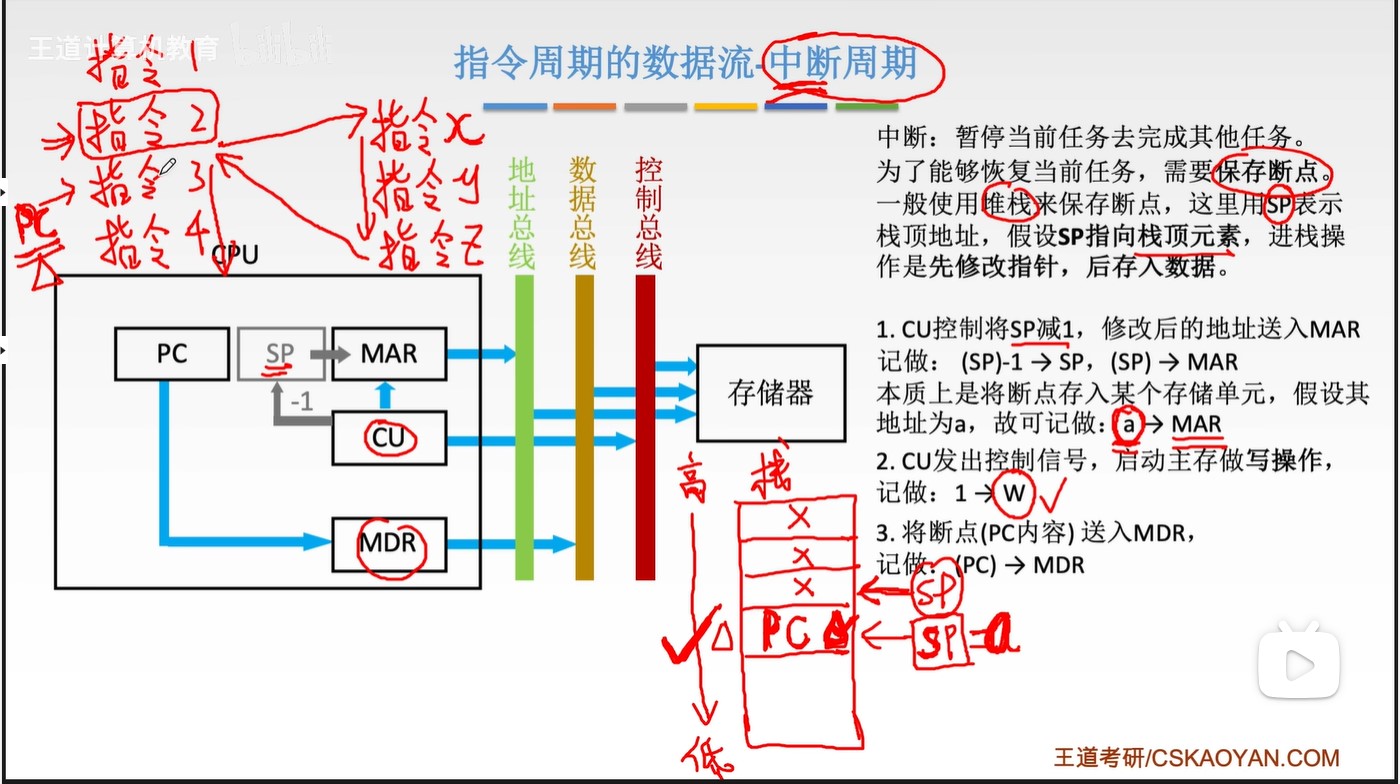 王道计算机教育 bilibili
指令周期的数据流-中断周期
指令 1
指令 2
指令 3
指令 4
PC
指令 x
指令 y
指令 z
地址总线
数据总线
控制总线
CPU
PC
SP
MAR
-1
CU
MDR
存储器
中断：暂停当前任务去完成其他任务。
为了能够恢复当前任务，需要保存断点。
一般使用堆栈来保存断点，这里用SP表示
栈顶地址，假设SP指向栈顶元素，进栈操
作是先修改指针，后存入数据。
1. CU控制将SP减1，修改后的地址送入MAR
记做： (SP)-1 → SP，(SP) → MAR
本质上是将断点存入某个存储单元，假设其
地址为a，故可记做：a → MAR
2. CU发出控制信号，启动主存做写操作，
记做：1 → W
3. 将断点(PC内容) 送入MDR，
记做：(PC) → MDR
高
栈
x
x
x
SP
PC
SP=a
低
王道考研/CSKAOYAN.COM